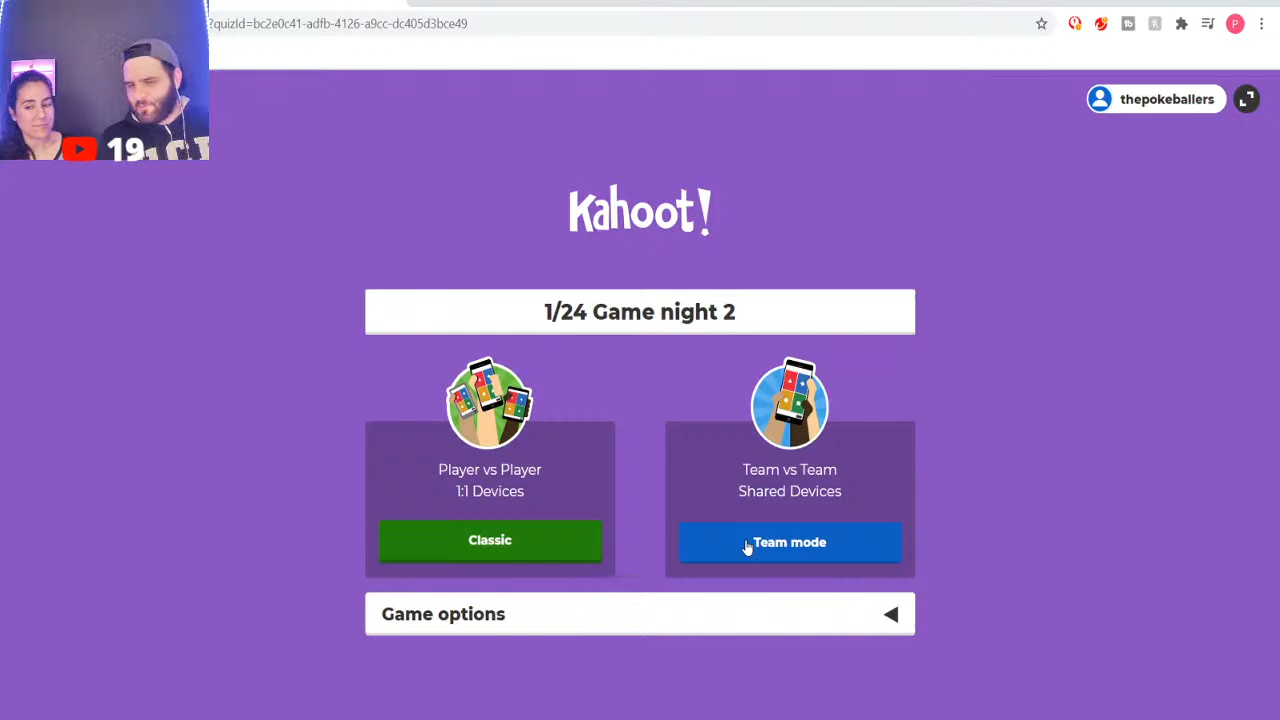 ?quizId=bc2e0c41-adfb-4126-a9cc-dc405d3bce49
P
thepokeballers
19
Kahoot!
1/24 Game night 2
Player vs Player
1:1 Devices
Classic
Team vs Team
Shared Devices
Team mode
Game options